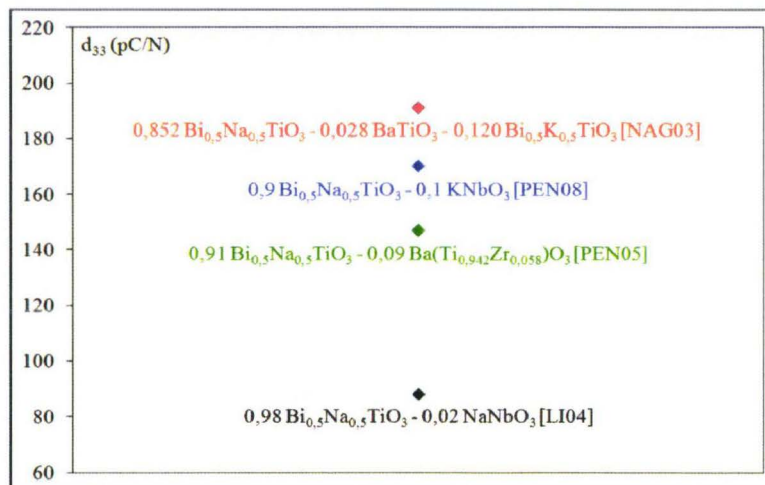 220
d₃₃ (pC/N)
200
0,852 Bi₀,₅Na₀,₅TiO₃ - 0,028 BaTiO₃ - 0,120 Bi₀,₅K₀,₅TiO₃ [NAG03]
180
160
0,9 Bi₀,₅Na₀,₅TiO₃ - 0,1 KNbO₃ [PEN08]
140
0,91 Bi₀,₅Na₀,₅TiO₃ - 0,09 Ba(Ti₀,₉₄₂Zr₀,₀₅₈)O₃ [PEN05]
120
100
80
0,98 Bi₀,₅Na₀,₅TiO₃ - 0,02 NaNbO₃ [LI04]
60